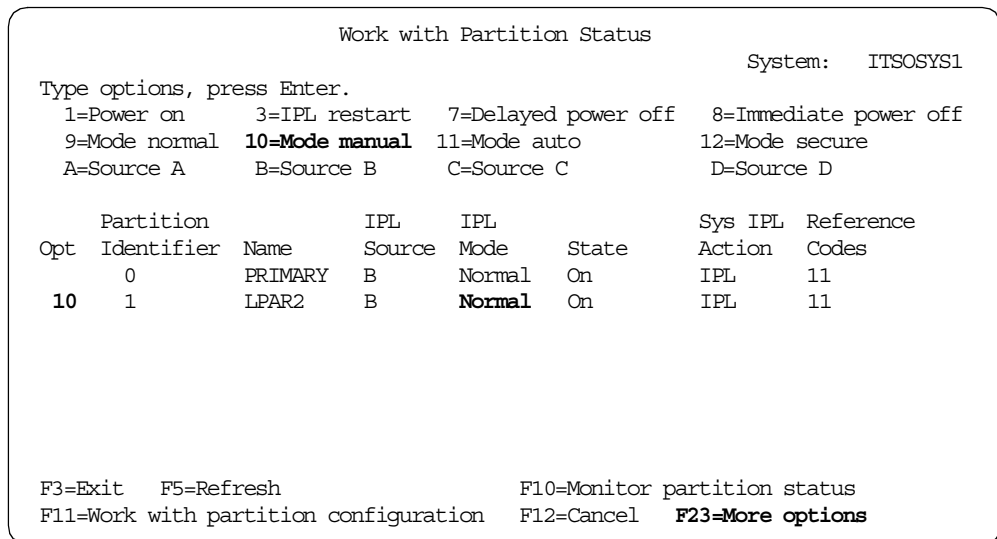 Work with Partition Status
System: ITSOSYS1
Type options, press Enter.
1=Power on 3=IPL restart 7=Delayed power off 8=Immediate power off
9=Mode normal 10=Mode manual 11=Mode auto 12=Mode secure
A=Source A B=Source B C=Source C D=Source D
Partition IPL IPL Sys IPL Reference
Opt Identifier Name Source Mode State Action Codes
0 PRIMARY B Normal On IPL 11
10 1 LPAR2 B Normal On IPL 11
F3=Exit F5=Refresh F10=Monitor partition status
F11=Work with partition configuration F12=Cancel F23=More options